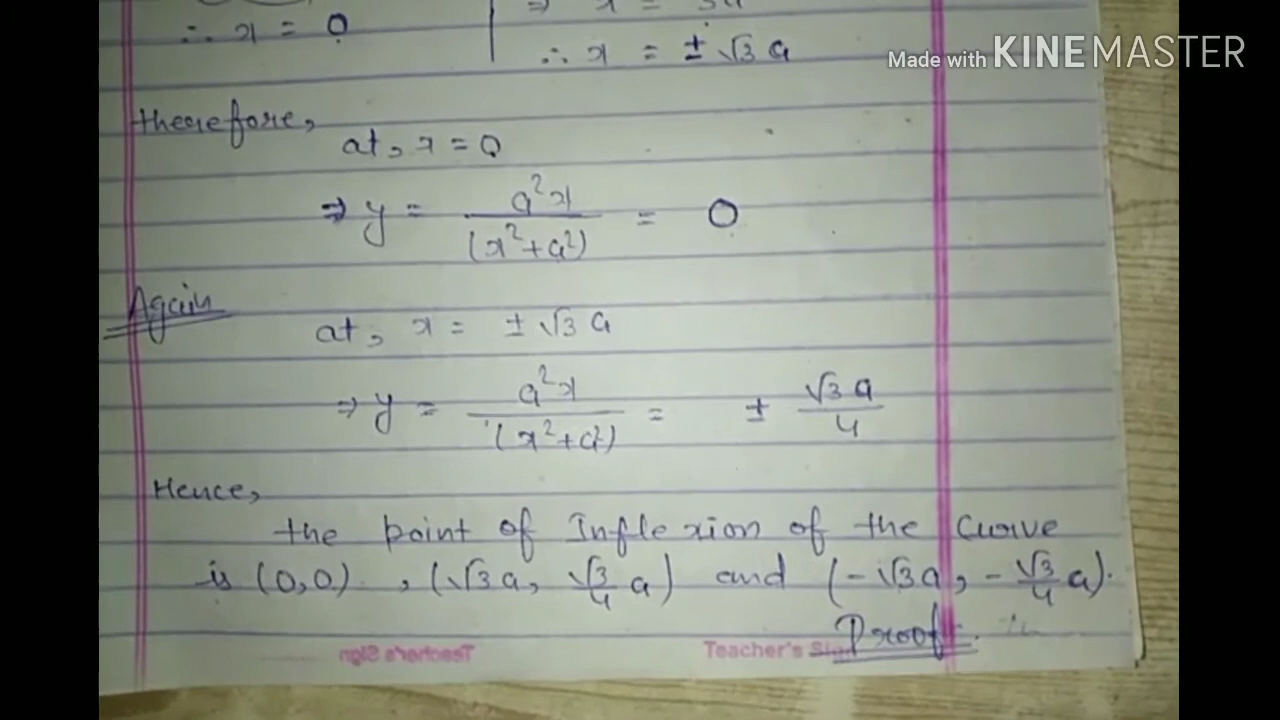 ∴ x = 0
∴ x = ± √3 a
Made with KINEMASTER
therefore,
at, x = 0
⇒ y = a²x / (x²+a²) = 0
Again
at, x = ± √3 a
⇒ y = a²x / (x²+a²) = ± √3 a / 4
Hence,
the point of Inflexion of the Curve
is (0,0) , (√3 a, √3/4 a) and (-√3 a, - √3/4 a).
Proof.
Teacher's Sign
Teacher's